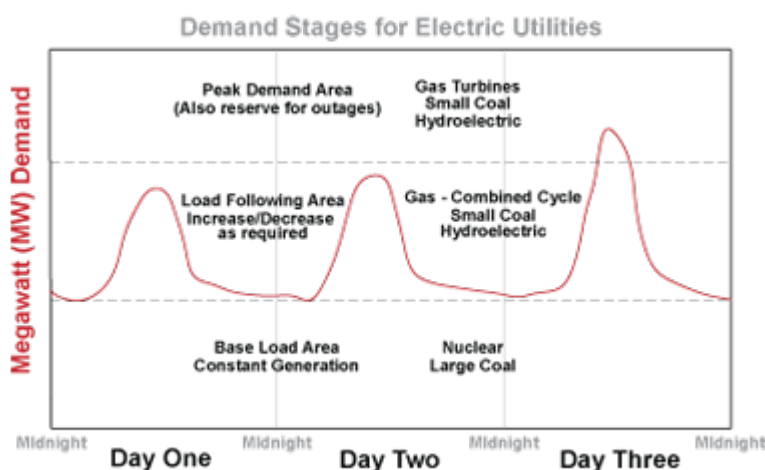 Demand Stages for Electric Utilities
Megawatt (MW) Demand
Peak Demand Area
(Also reserve for outages)
Gas Turbines
Small Coal
Hydroelectric
Load Following Area
Increase/Decrease
as required
Gas - Combined Cycle
Small Coal
Hydroelectric
Base Load Area
Constant Generation
Nuclear
Large Coal
Midnight
Midnight
Midnight
Midnight
Day One
Day Two
Day Three